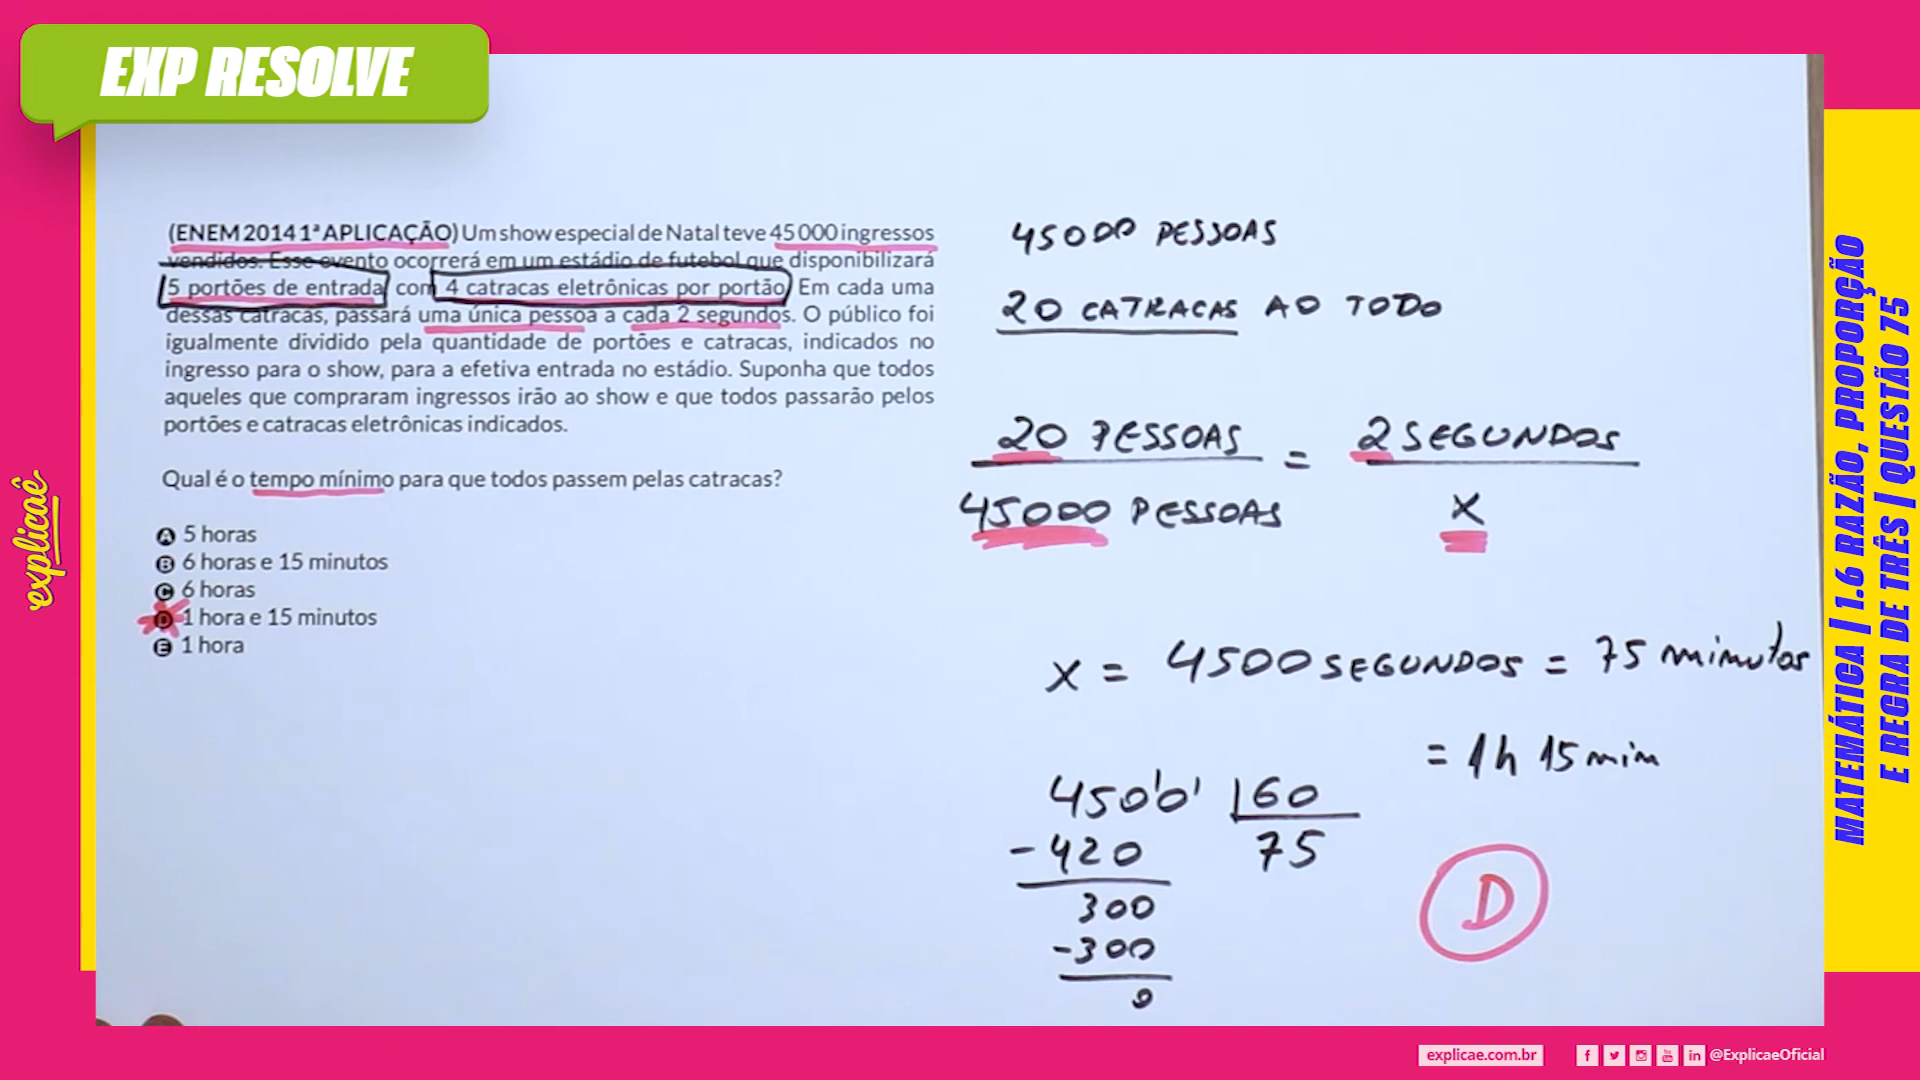 EXP RESOLVE
(ENEM 2014 1ª APLICAÇÃO) Um show especial de Natal teve 45 000 ingressos
vendidos. Esse evento ocorrerá em um estádio de futebol que disponibilizará
5 portões de entrada com 4 catracas eletrônicas por portão. Em cada uma
dessas catracas, passará uma única pessoa a cada 2 segundos. O público foi
igualmente dividido pela quantidade de portões e catracas, indicados no
ingresso para o show, para a efetiva entrada no estádio. Suponha que todos
aqueles que compraram ingressos irão ao show e que todos passarão pelos
portões e catracas eletrônicas indicados.
Qual é o tempo mínimo para que todos passem pelas catracas?
A 5 horas
B 6 horas e 15 minutos
C 6 horas
D 1 hora e 15 minutos
E 1 hora
45000 PESSOAS
20 CATRACAS AO TODO
20 PESSOAS = 2 SEGUNDOS
45000 PESSOAS X
X = 4500 SEGUNDOS = 75 minutos
= 1h 15min
4500 60
-420 75
300
-300
0
D
explicaê
MATEMÁTICA | 1.6 RAZÃO, PROPORÇÃO
E REGRA DE TRÊS | QUESTÃO 75
explicae.com.br
@ExplicaeOficial